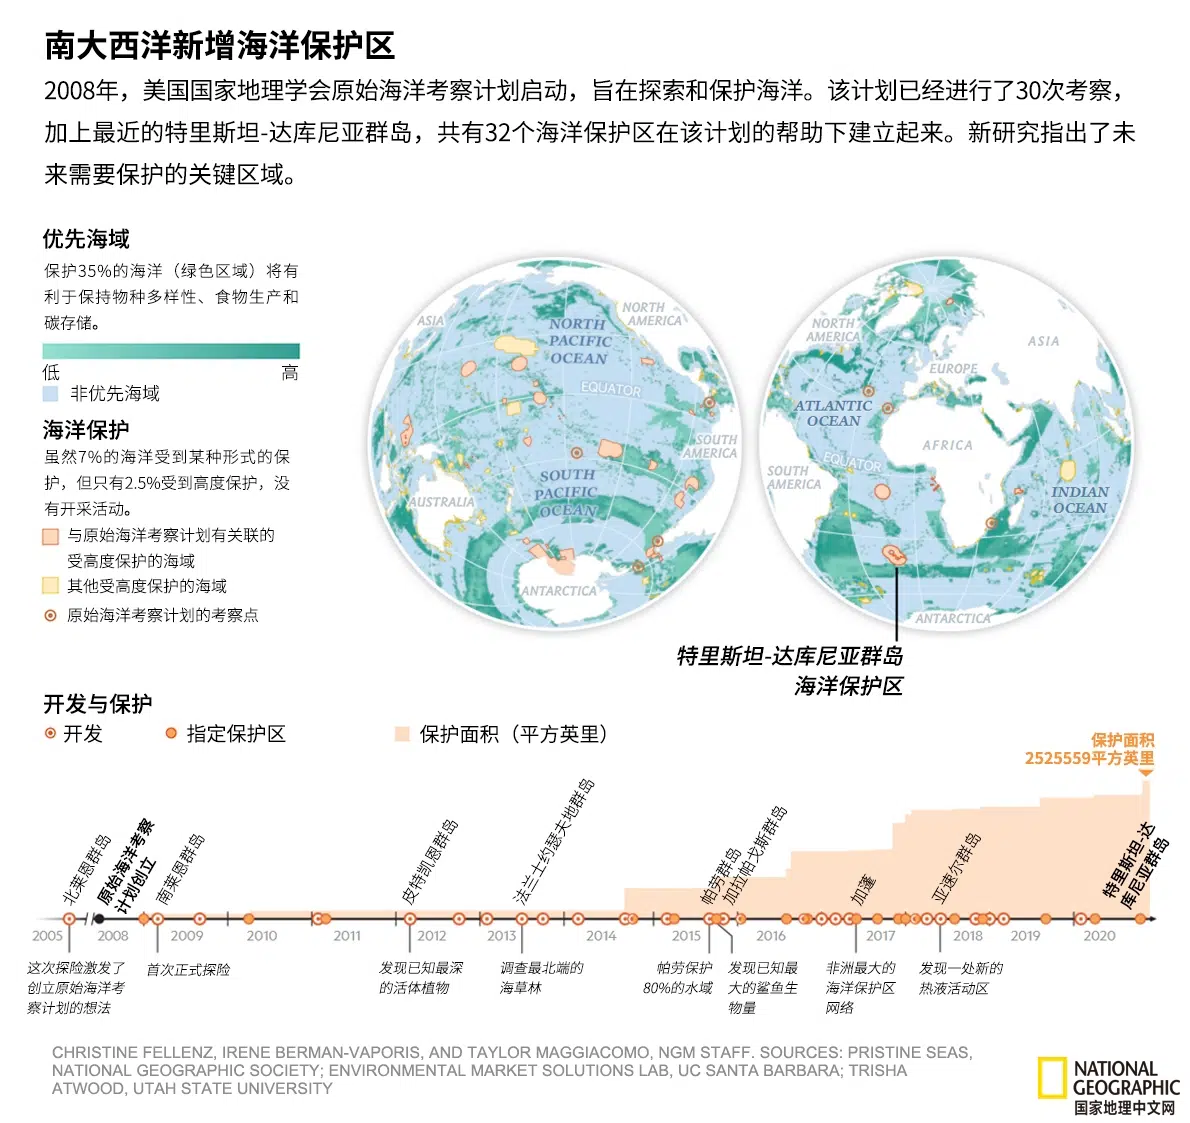 南大西洋新增海洋保护区
2008年，美国国家地理学会原始海洋考察计划启动，旨在探索和保护海洋。该计划已经进行了30次考察，
加上最近的特里斯坦-达库尼亚群岛，共有32个海洋保护区在该计划的帮助下建立起来。新研究指出了未
来需要保护的关键区域。
优先海域
保护35%的海洋（绿色区域）将有
利于保持物种多样性、食物生产和
碳存储。
低
高
非优先海域
海洋保护
虽然7%的海洋受到某种形式的保
护，但只有2.5%受到高度保护，没
有开采活动。
与原始海洋考察计划有关联的
受高度保护的海域
其他受高度保护的海域
原始海洋考察计划的考察点
ASIA
NORTH
AMERICA
NORTH
PACIFIC
OCEAN
EQUATOR
SOUTH
AMERICA
SOUTH
PACIFIC
OCEAN
AUSTRALIA
ANTARCTICA
NORTH
AMERICA
ASIA
EUROPE
ATLANTIC
OCEAN
AFRICA
EQUATOR
SOUTH
AMERICA
INDIAN
OCEAN
ANTARCTICA
特里斯坦-达库尼亚群岛
海洋保护区
开发与保护
开发
指定保护区
保护面积（平方英里）
保护面积
2525559平方英里
北莱恩群岛
原始海洋考察
计划创立
南莱恩群岛
皮特凯恩群岛
法兰士约瑟夫地群岛
帕劳群岛
加拉帕戈斯群岛
加蓬
亚速尔群岛
特里斯坦-达
库尼亚群岛
2005
2008
2009
2010
2011
2012
2013
2014
2015
2016
2017
2018
2019
2020
这次探险激发了
创立原始海洋考
察计划的想法
首次正式探险
发现已知最深
的活体植物
调查最北端的
海草林
帕劳保护
80%的水域
发现已知最
大的鲨鱼生
物量
非洲最大的
海洋保护区
网络
发现一处新的
热液活动区
CHRISTINE FELLENZ, IRENE BERMAN-VAPORIS, AND TAYLOR MAGGIACOMO, NGM STAFF. SOURCES: PRISTINE SEAS,
NATIONAL GEOGRAPHIC SOCIETY; ENVIRONMENTAL MARKET SOLUTIONS LAB, UC SANTA BARBARA; TRISHA
ATWOOD, UTAH STATE UNIVERSITY
NATIONAL
GEOGRAPHIC
国家地理中文网